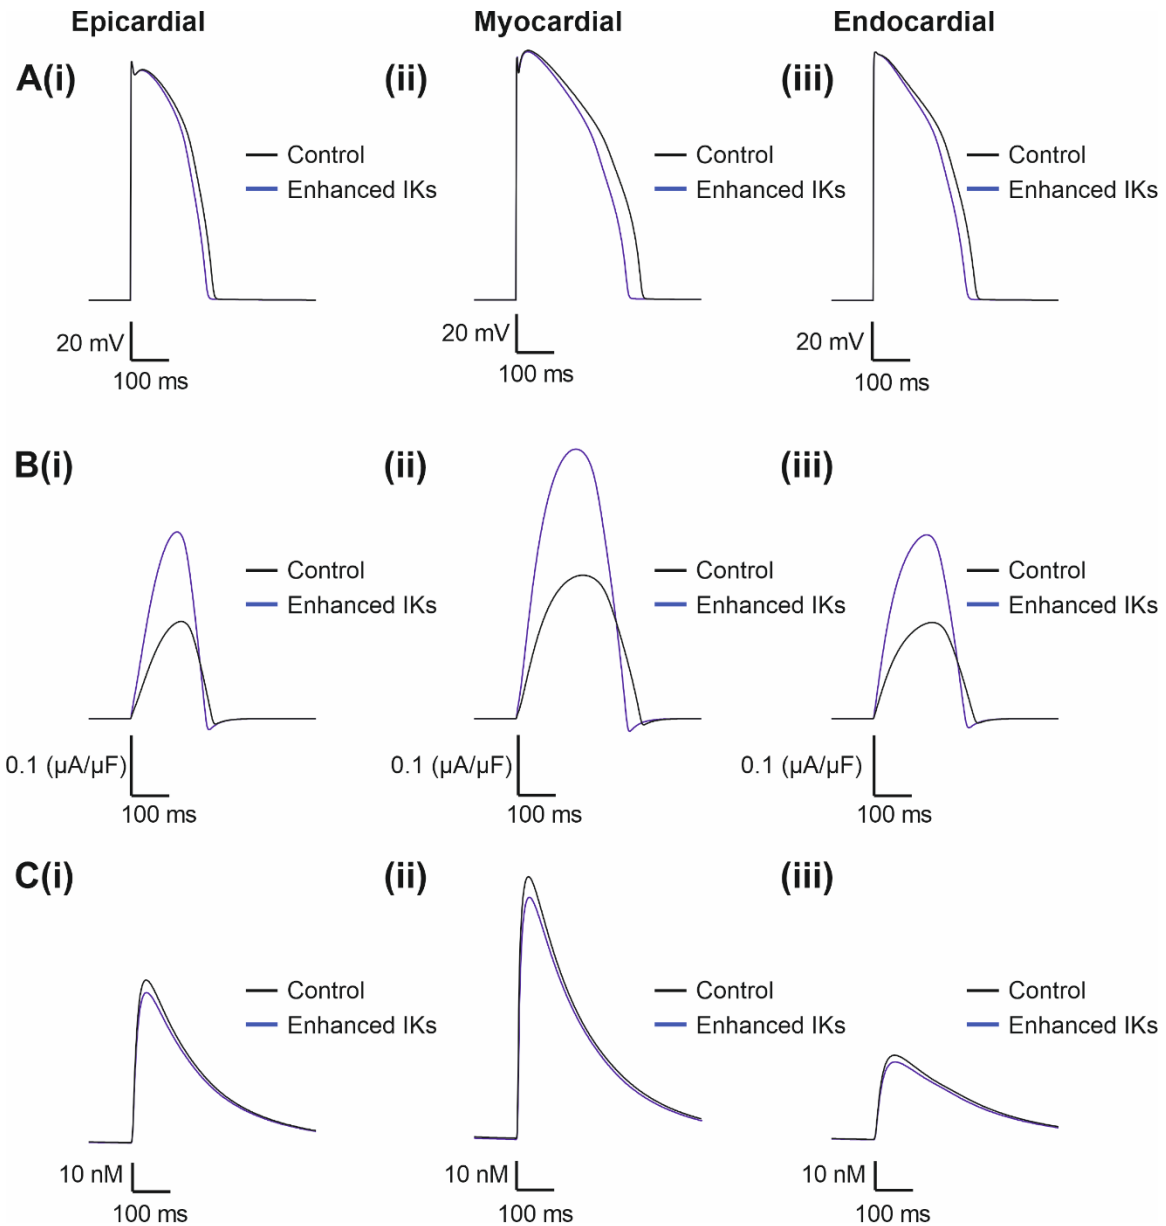 Epicardial Myocardial Endocardial
A(i) (ii) (iii)
Control Control Control
Enhanced IKs Enhanced IKs Enhanced IKs
20 mV 20 mV 20 mV
100 ms 100 ms 100 ms
B(i) (ii) (iii)
Control Control Control
Enhanced IKs Enhanced IKs Enhanced IKs
0.1 (µA/µF) 0.1 (µA/µF) 0.1 (µA/µF)
100 ms 100 ms 100 ms
C(i) (ii) (iii)
Control Control Control
Enhanced IKs Enhanced IKs Enhanced IKs
10 nM 10 nM 10 nM
100 ms 100 ms 100 ms